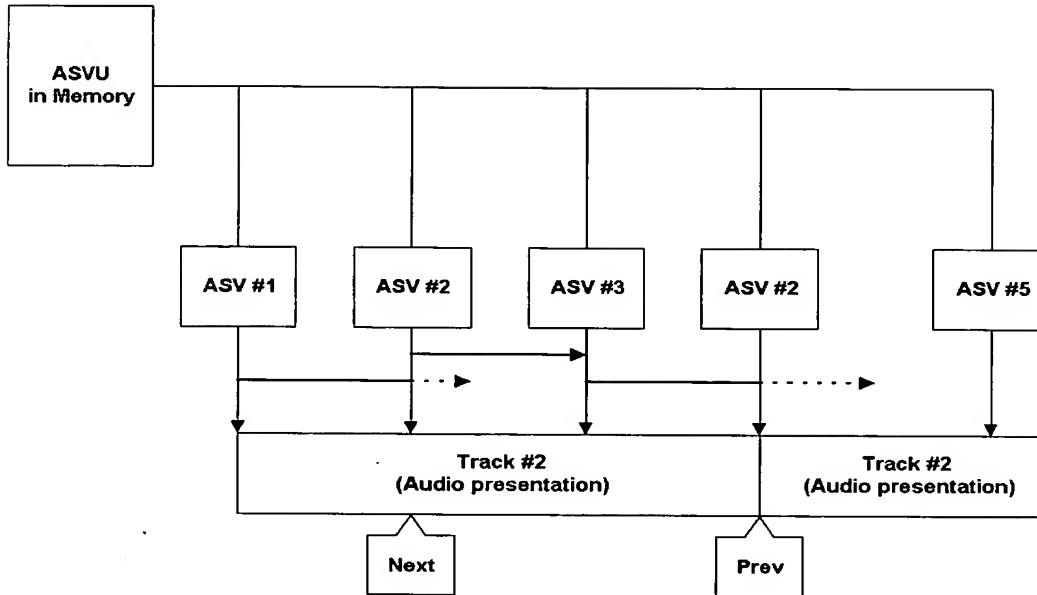 ASVU
in Memory
ASV #1
ASV #2
ASV #3
ASV #2
ASV #5
Track #2
(Audio presentation)
Track #2
(Audio presentation)
Next
Prev